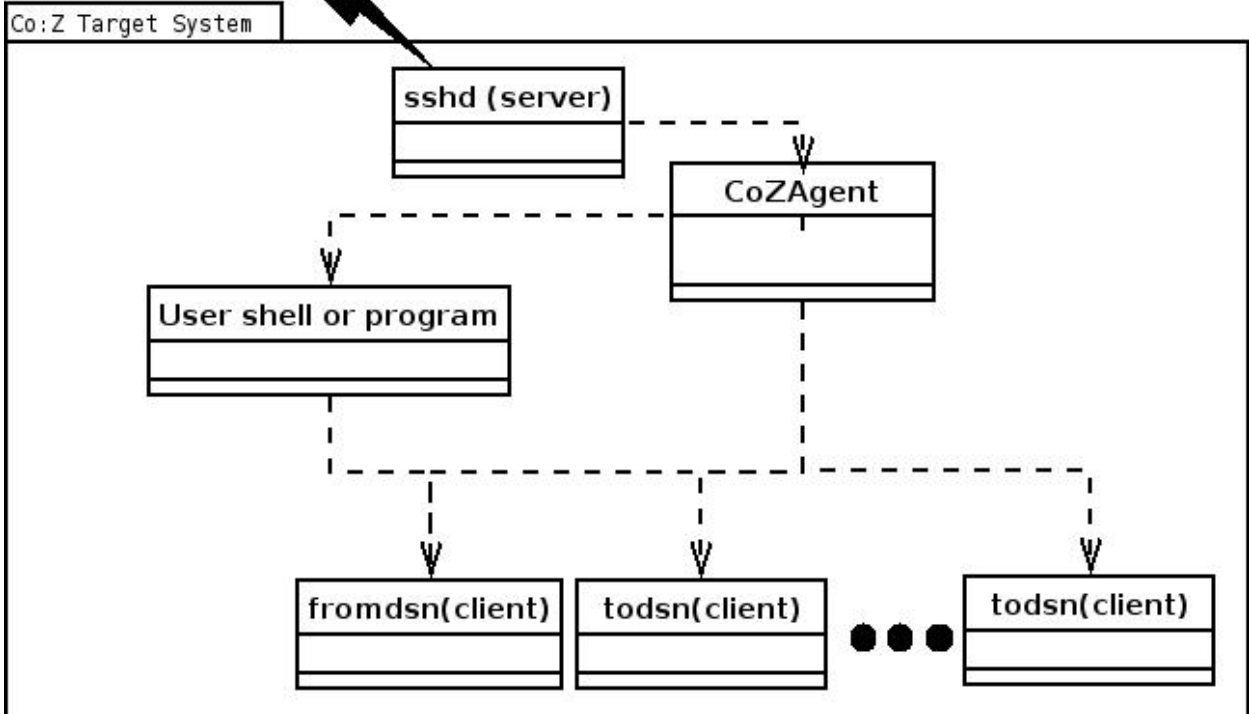 Co:Z Target System
sshd (server)
CoZAgent
User shell or program
fromdsn(client)
todsn(client)
todsn(client)